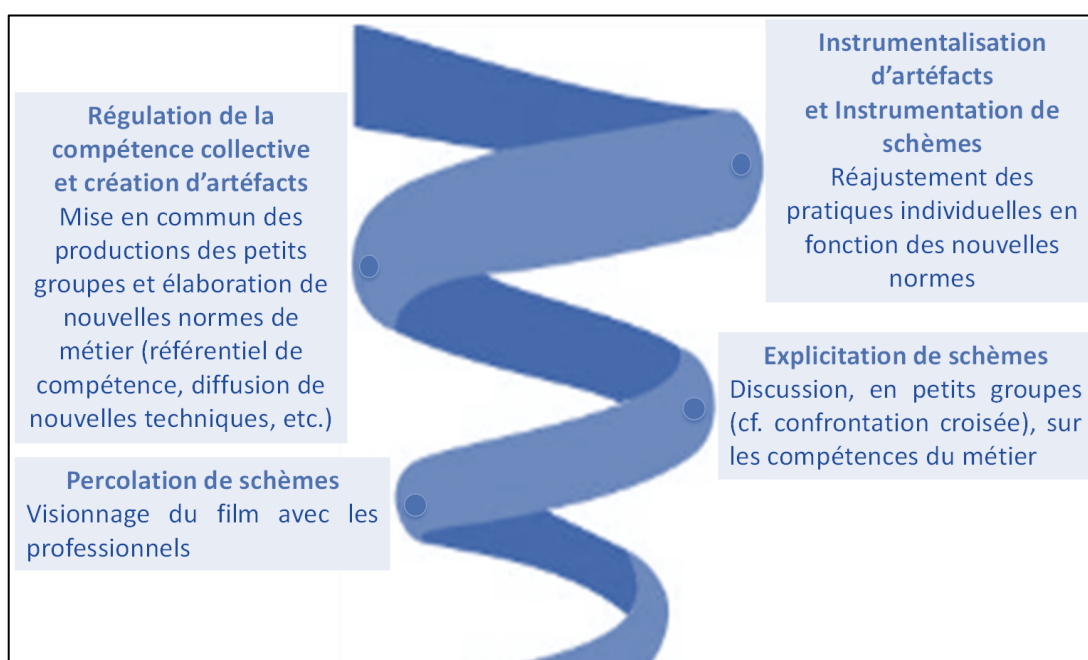 Régulation de la
compétence collective
et création d’artéfacts
Mise en commun des
productions des petits
groupes et élaboration de
nouvelles normes de
métier (référentiel de
compétence, diffusion de
nouvelles techniques, etc.)
Percolation de schèmes
Visionnage du film avec les
professionnels
Instrumentalisation
d’artéfacts
et Instrumentation de
schèmes
Réajustement des
pratiques individuelles en
fonction des nouvelles
normes
Explicitation de schèmes
Discussion, en petits groupes
(cf. confrontation croisée), sur
les compétences du métier